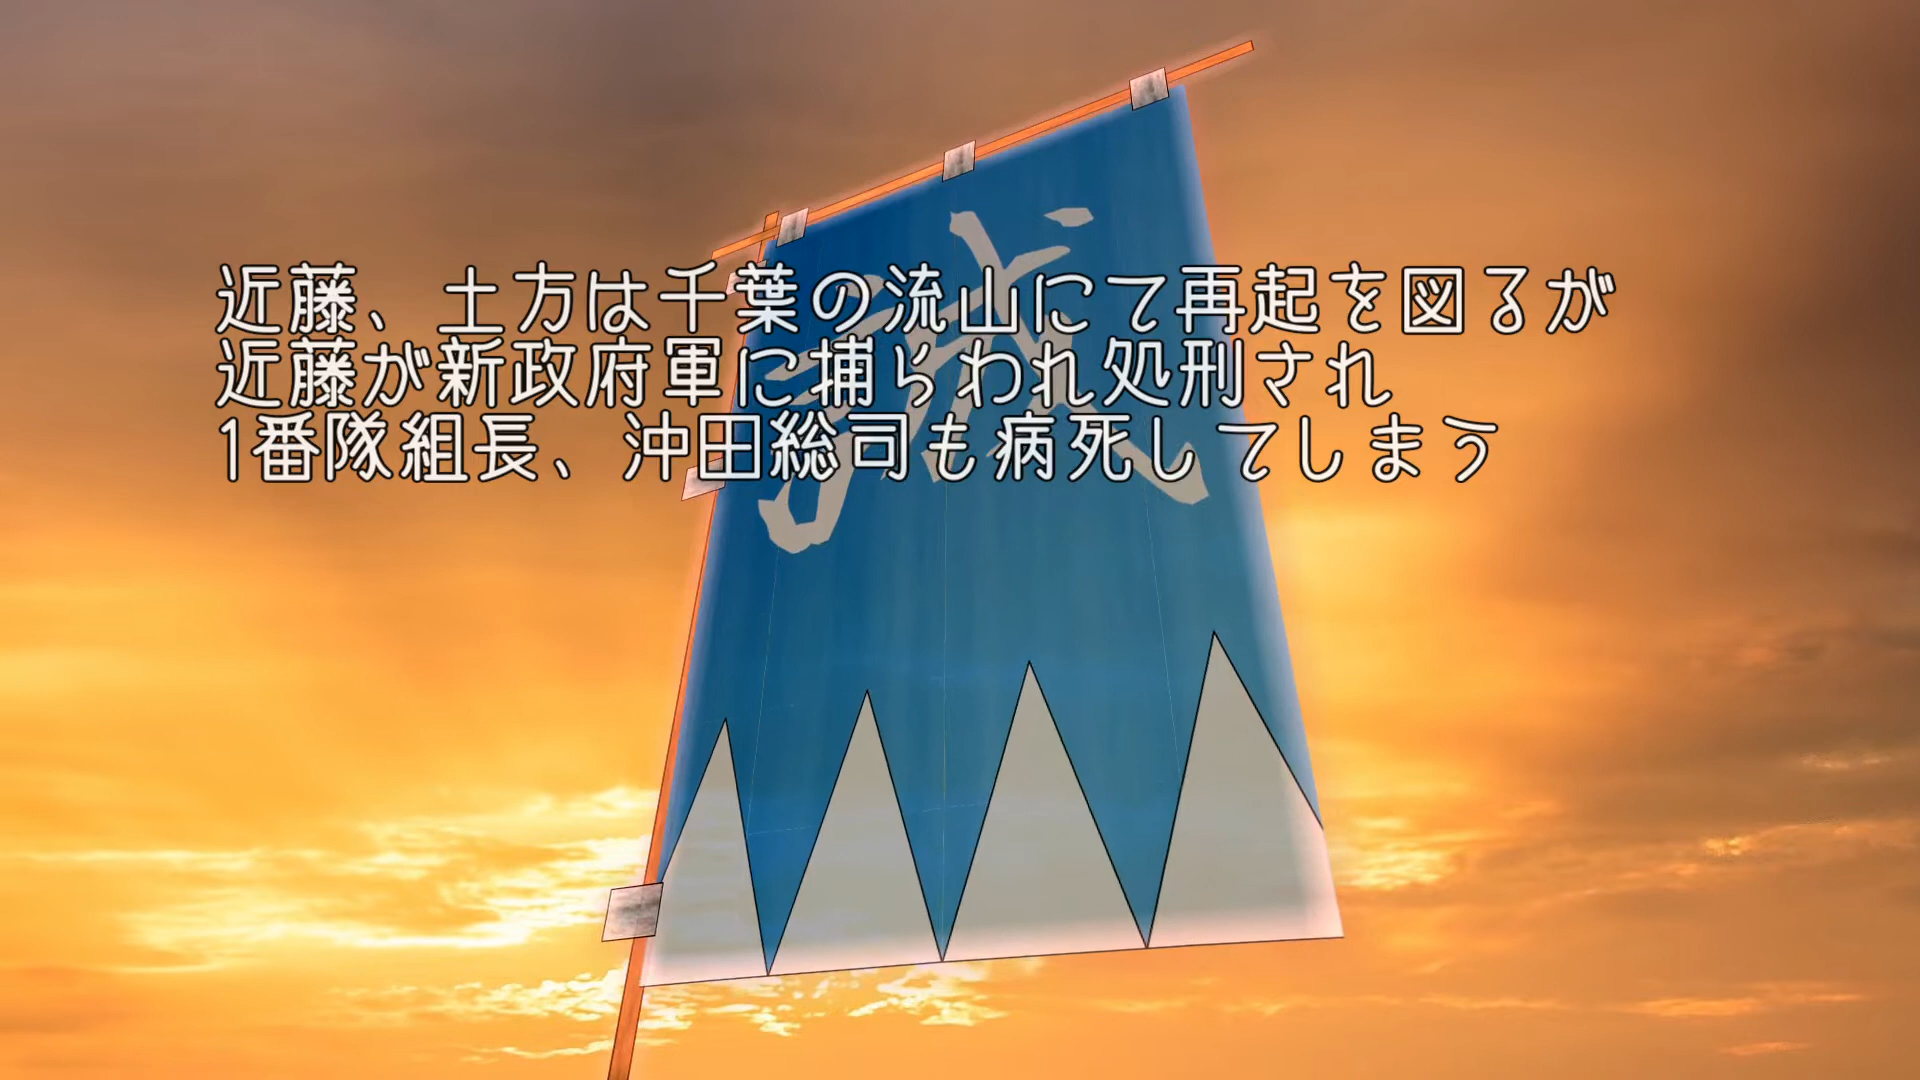 誠
近藤、土方は千葉の流山にて再起を図るが
近藤が新政府軍に捕らわれ処刑され
1番隊組長、沖田総司も病死してしまう